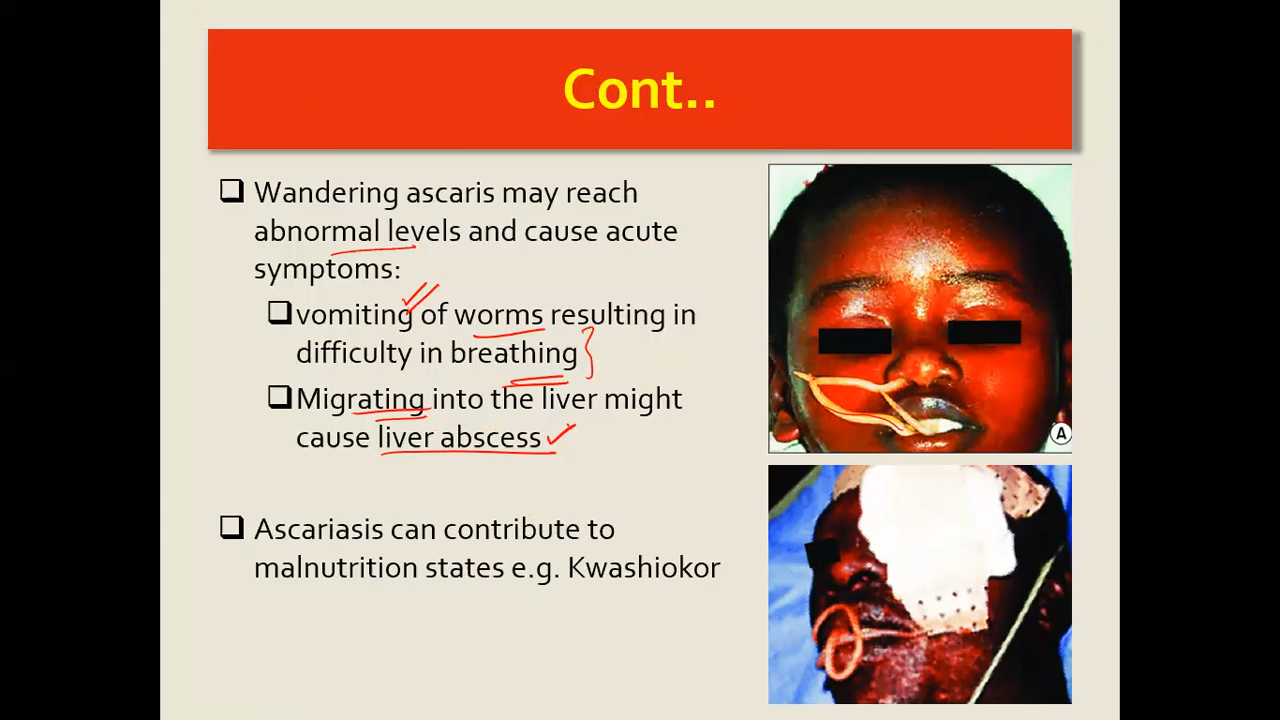 Cont..
Wandering ascaris may reach
abnormal levels and cause acute
symptoms:
vomiting of worms resulting in
difficulty in breathing
Migrating into the liver might
cause liver abscess
Ascariasis can contribute to
malnutrition states e.g. Kwashiokor
A